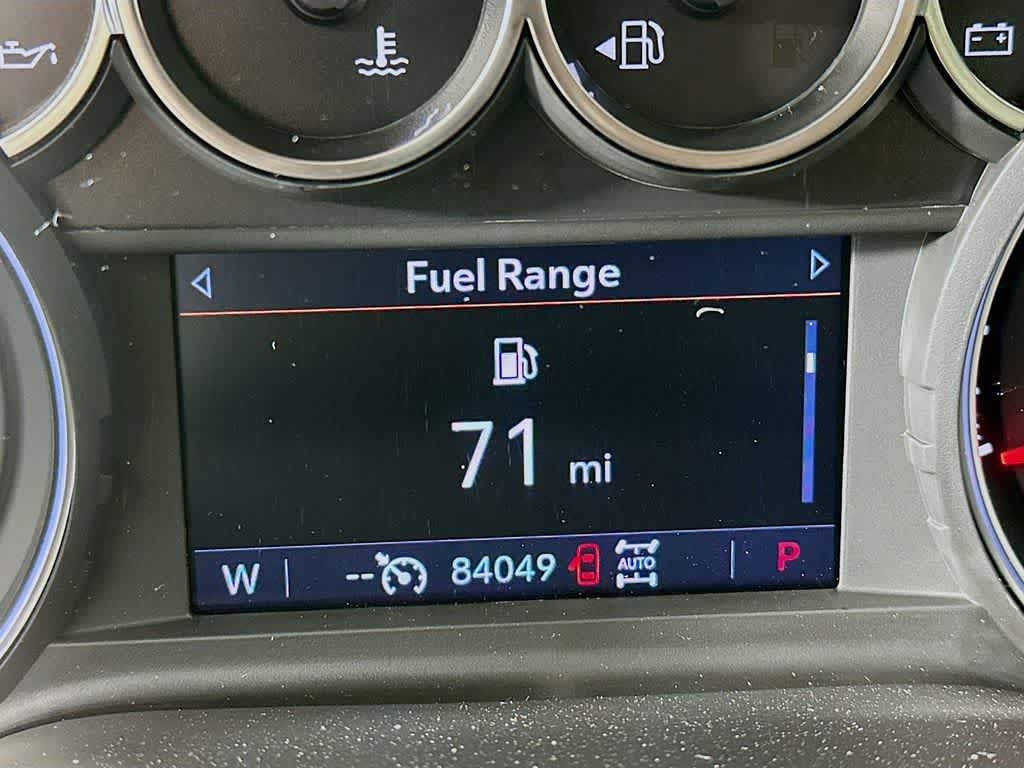 Fuel Range
71 mi
W -- 84049 AUTO P